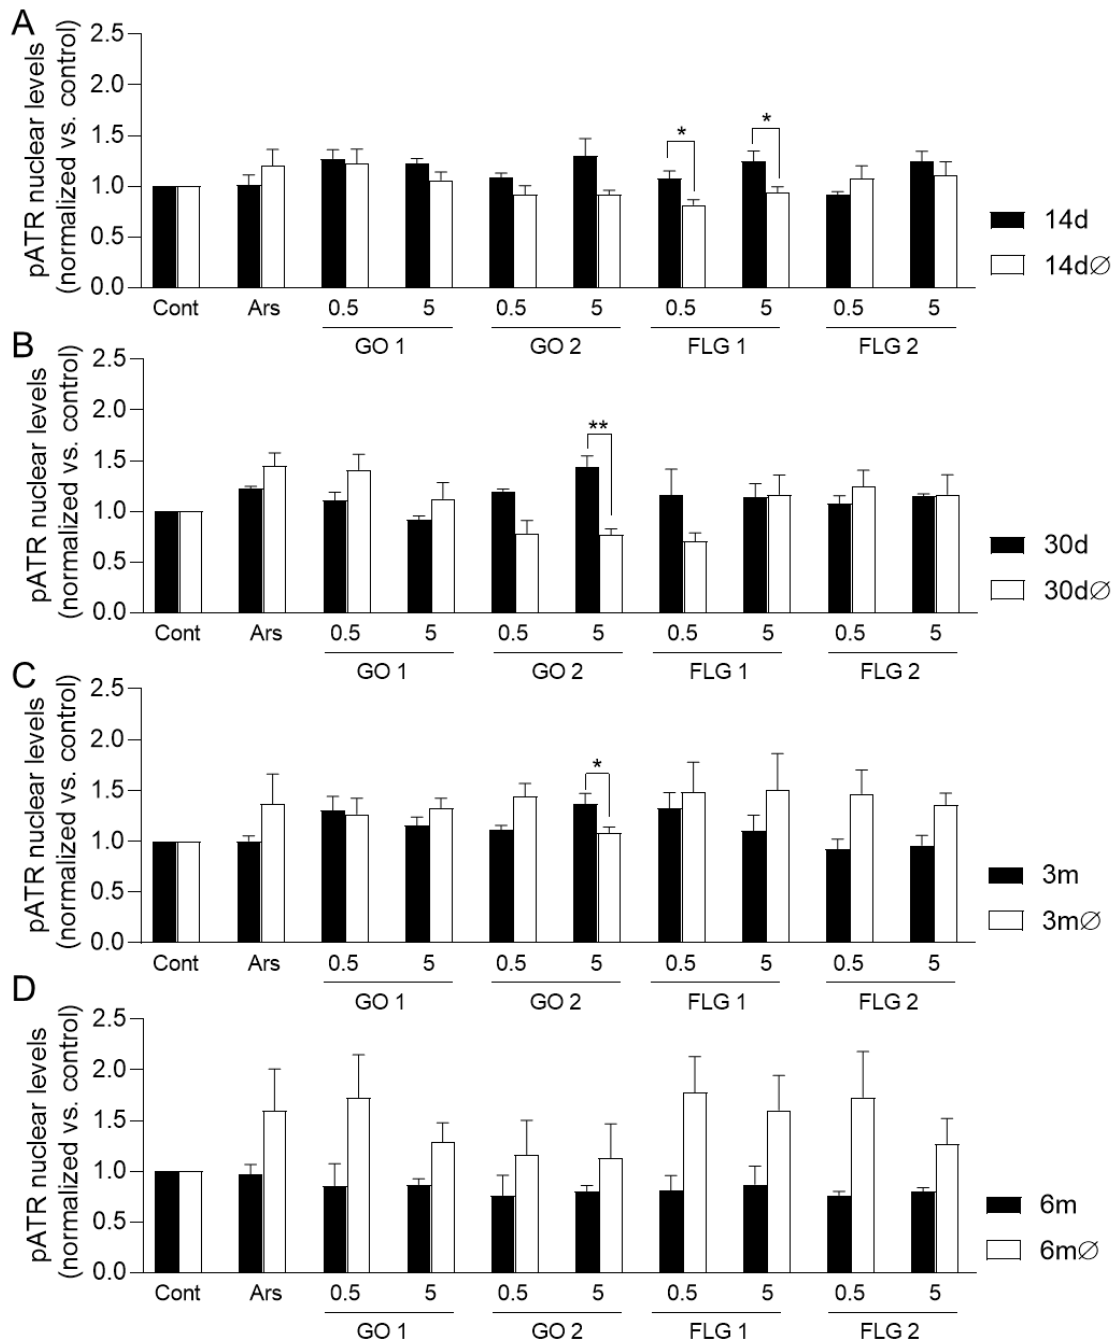 A
pATR nuclear levels
(normalized vs. control)
2.5
2.0
1.5
1.0
0.5
0.0
* *
14d
14d∅
Cont Ars 0.5 5 0.5 5 0.5 5 0.5 5
GO 1 GO 2 FLG 1 FLG 2
B
pATR nuclear levels
(normalized vs. control)
2.5
2.0
1.5
1.0
0.5
0.0
**
30d
30d∅
Cont Ars 0.5 5 0.5 5 0.5 5 0.5 5
GO 1 GO 2 FLG 1 FLG 2
C
pATR nuclear levels
(normalized vs. control)
2.5
2.0
1.5
1.0
0.5
0.0
*
3m
3m∅
Cont Ars 0.5 5 0.5 5 0.5 5 0.5 5
GO 1 GO 2 FLG 1 FLG 2
D
pATR nuclear levels
(normalized vs. control)
2.5
2.0
1.5
1.0
0.5
0.0
6m
6m∅
Cont Ars 0.5 5 0.5 5 0.5 5 0.5 5
GO 1 GO 2 FLG 1 FLG 2